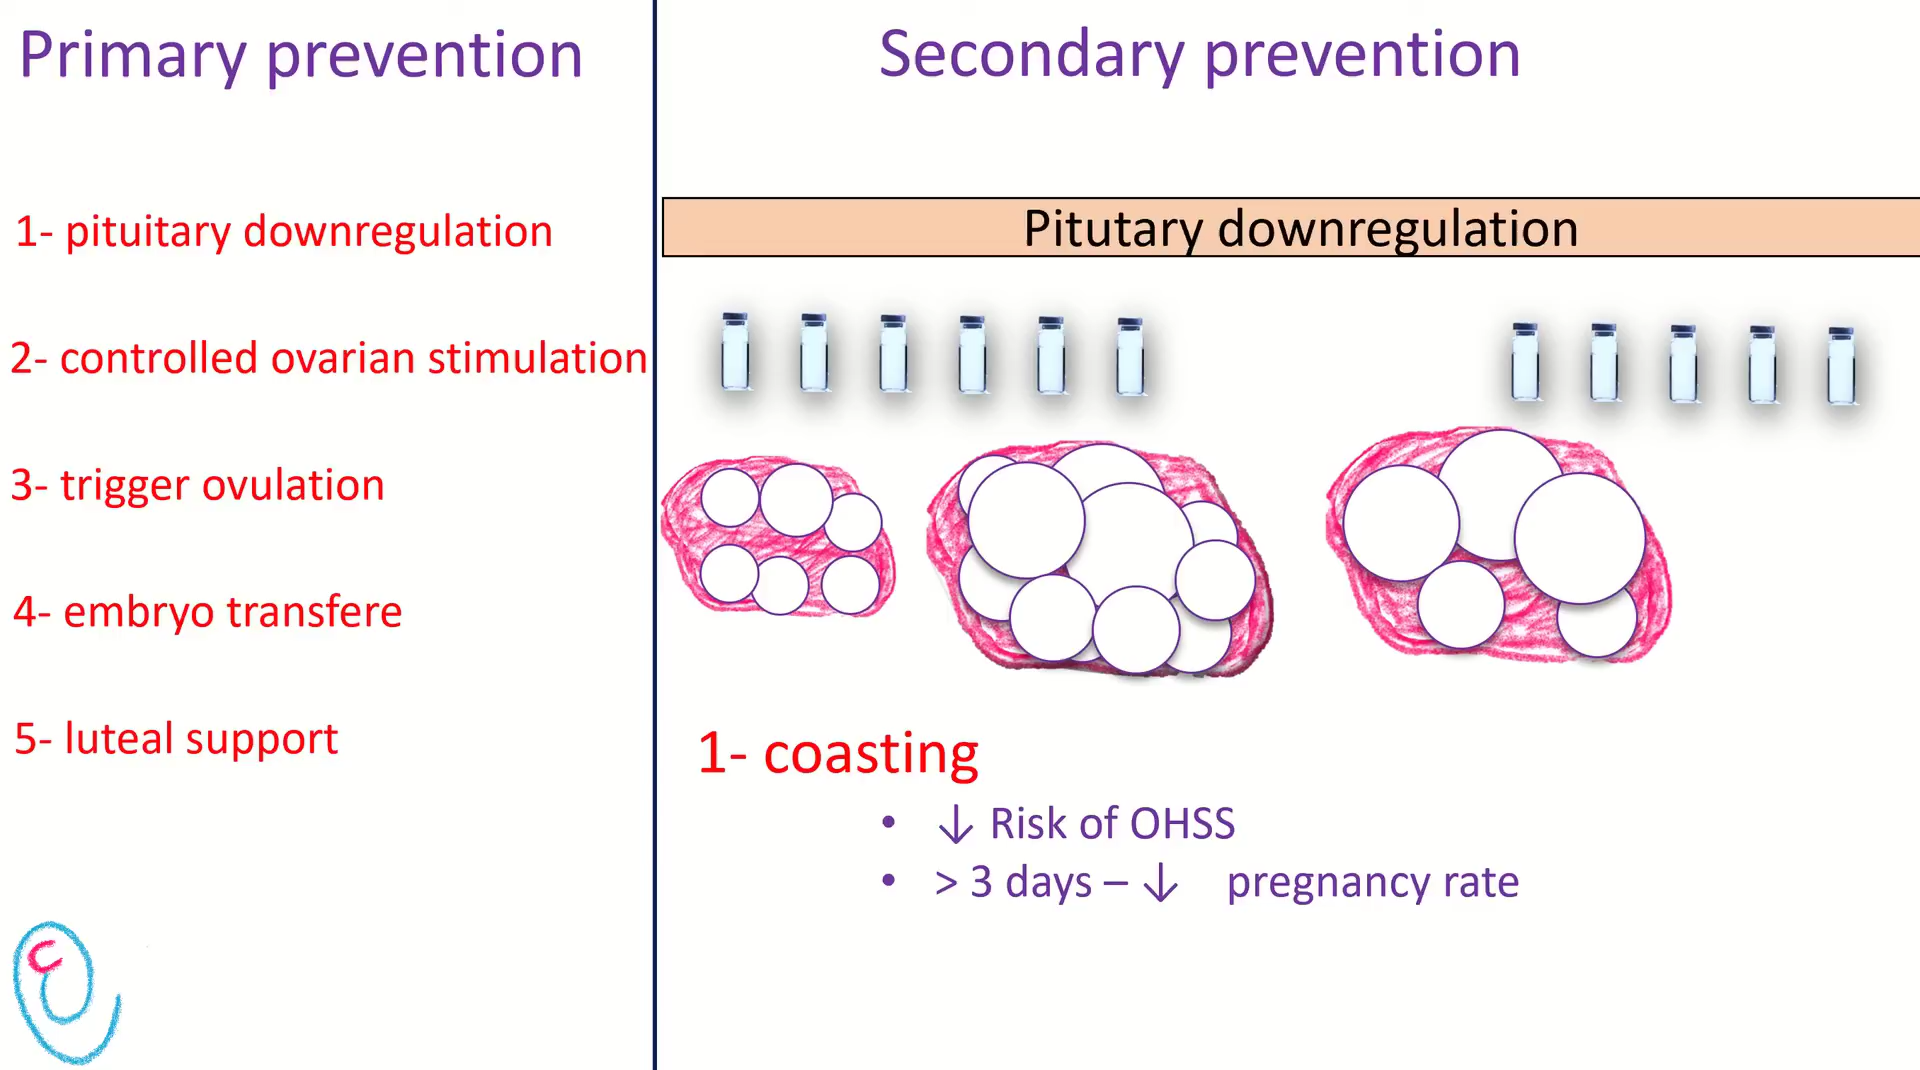 Primary prevention
1- pituitary downregulation
2- controlled ovarian stimulation
3- trigger ovulation
4- embryo transfere
5- luteal support
Secondary prevention
Pitutary downregulation
1- coasting
• ↓ Risk of OHSS
• > 3 days – ↓ pregnancy rate